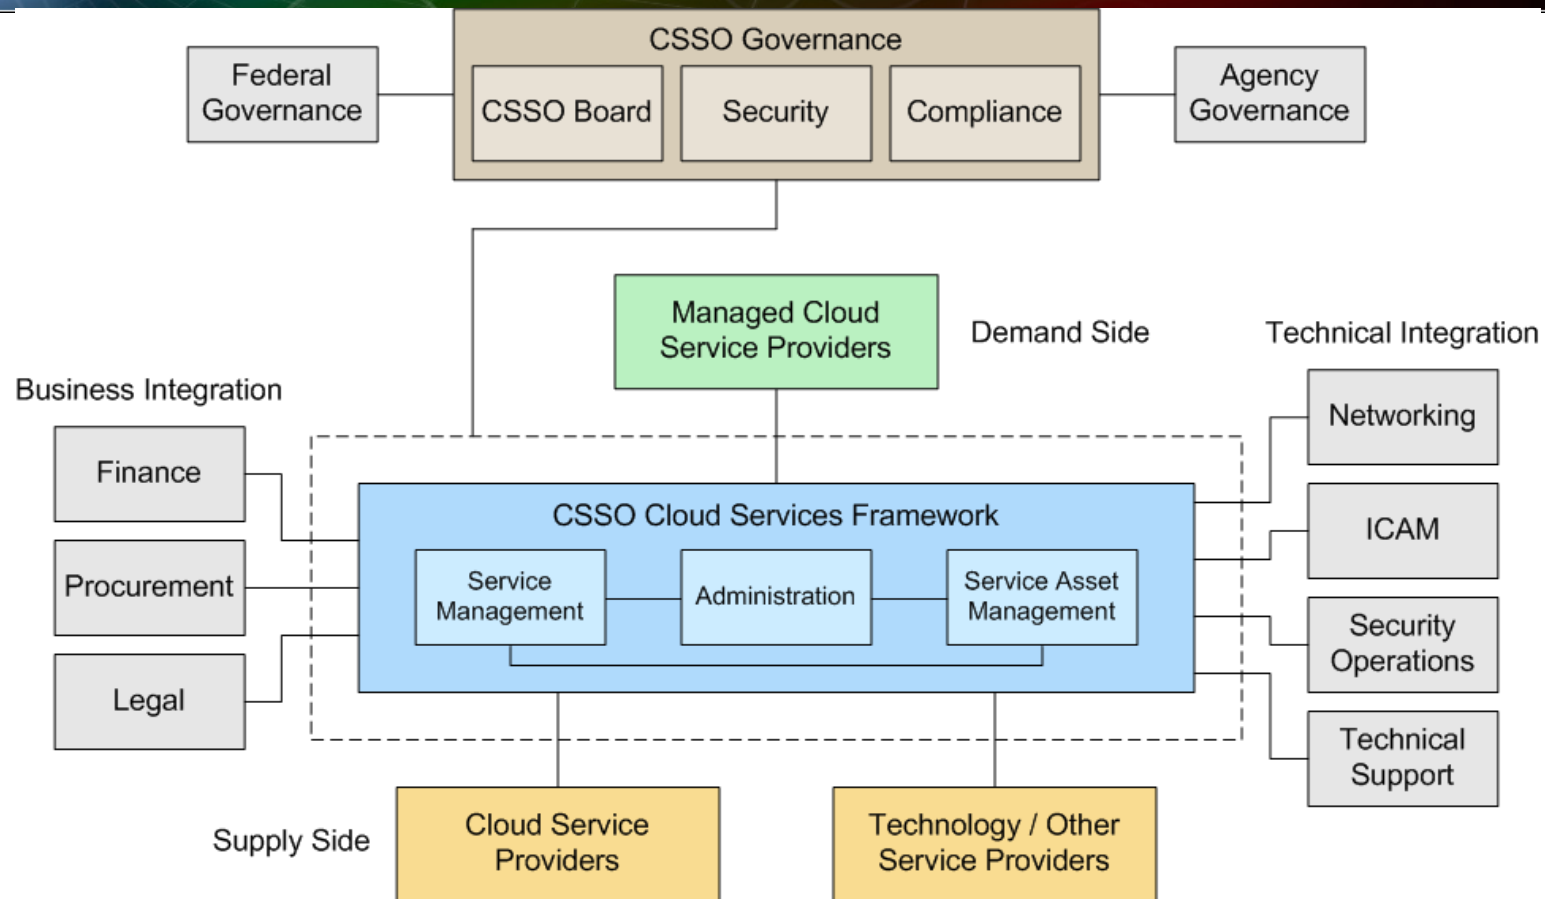 CSSO Governance
Federal
Governance
CSSO Board
Security
Compliance
Agency
Governance
Managed Cloud
Service Providers
Demand Side
Technical Integration
Business Integration
Finance
Procurement
Legal
CSSO Cloud Services Framework
Service
Management
Administration
Service Asset
Management
Networking
ICAM
Security
Operations
Technical
Support
Supply Side
Cloud Service
Providers
Technology / Other
Service Providers